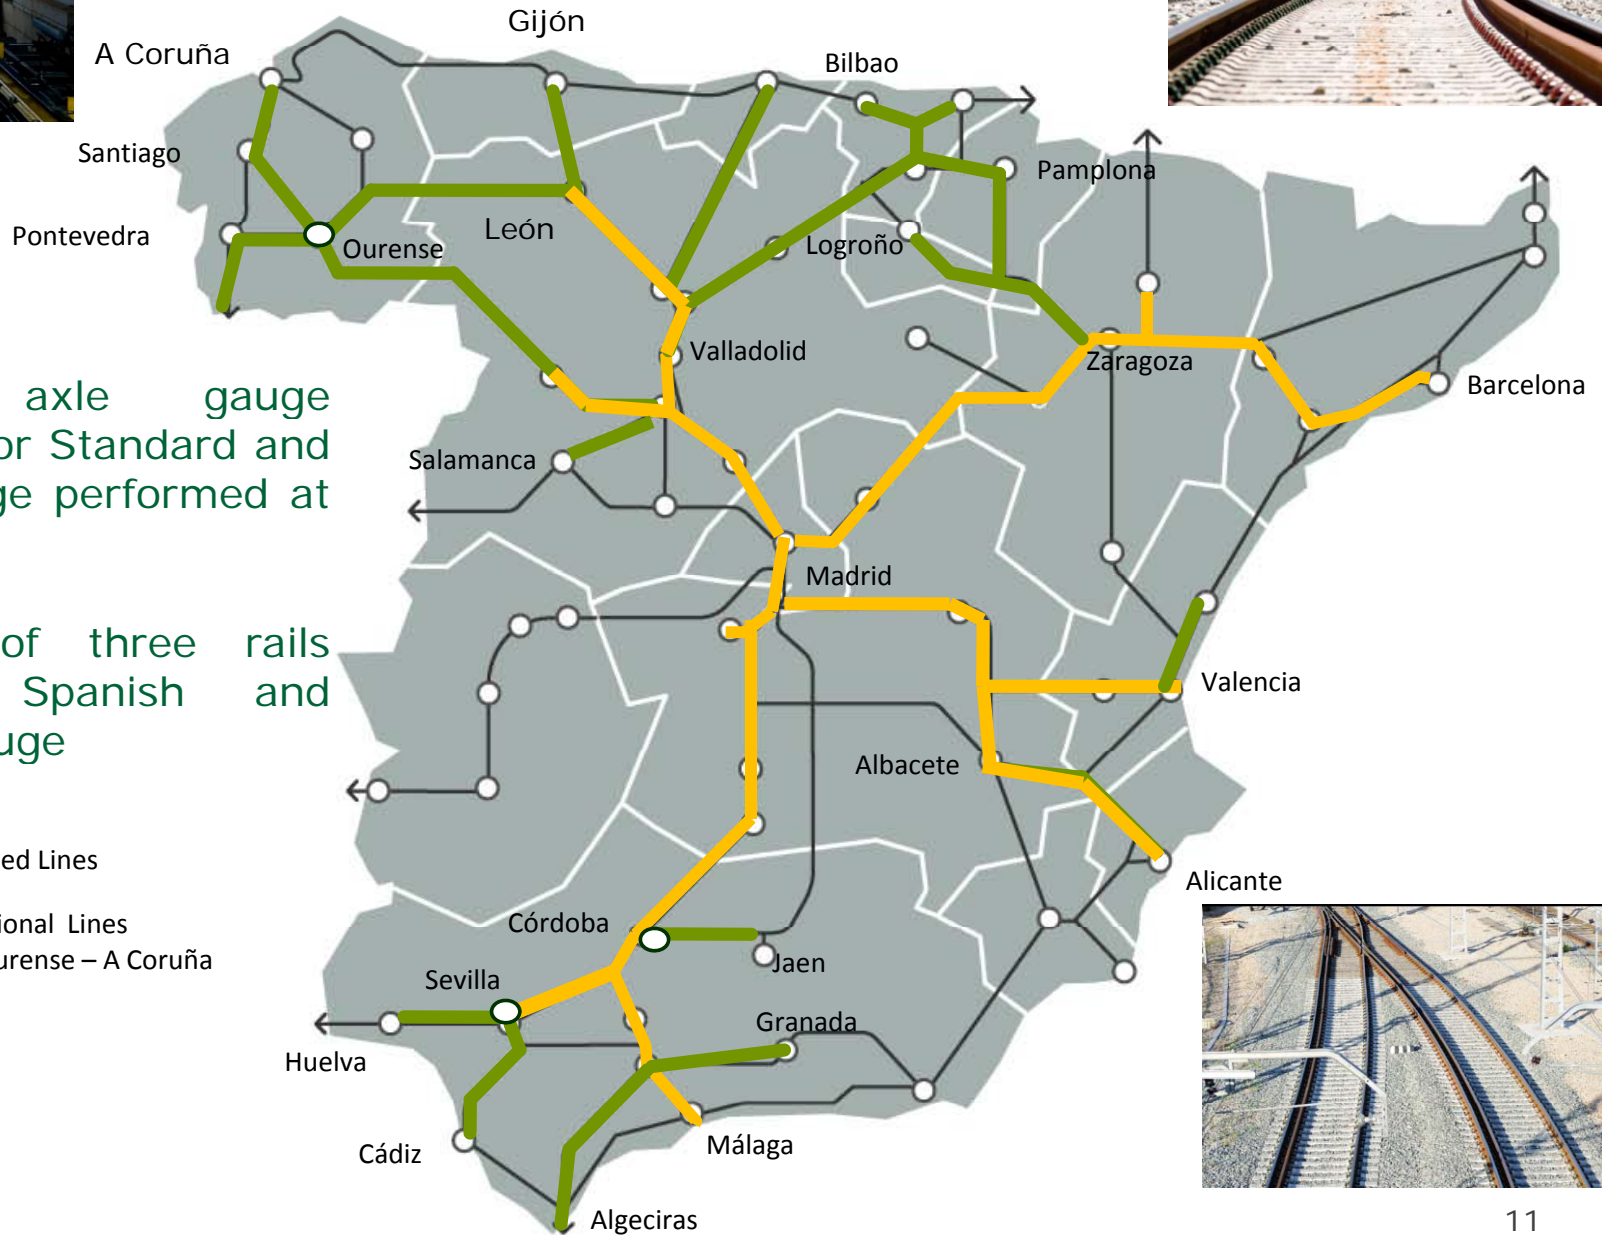 Gijón
A Coruña
Bilbao
Santiago
Pamplona
Pontevedra
León
Ourense
Logroño
Valladolid
Zaragoza
Barcelona
axle gauge
or Standard and
ge performed at
Salamanca
Madrid
of three rails
Spanish and
uge
Valencia
Albacete
ed Lines
Alicante
ional Lines
urense – A Coruña
Córdoba
Jaen
Sevilla
Granada
Huelva
Málaga
Cádiz
Algeciras
11